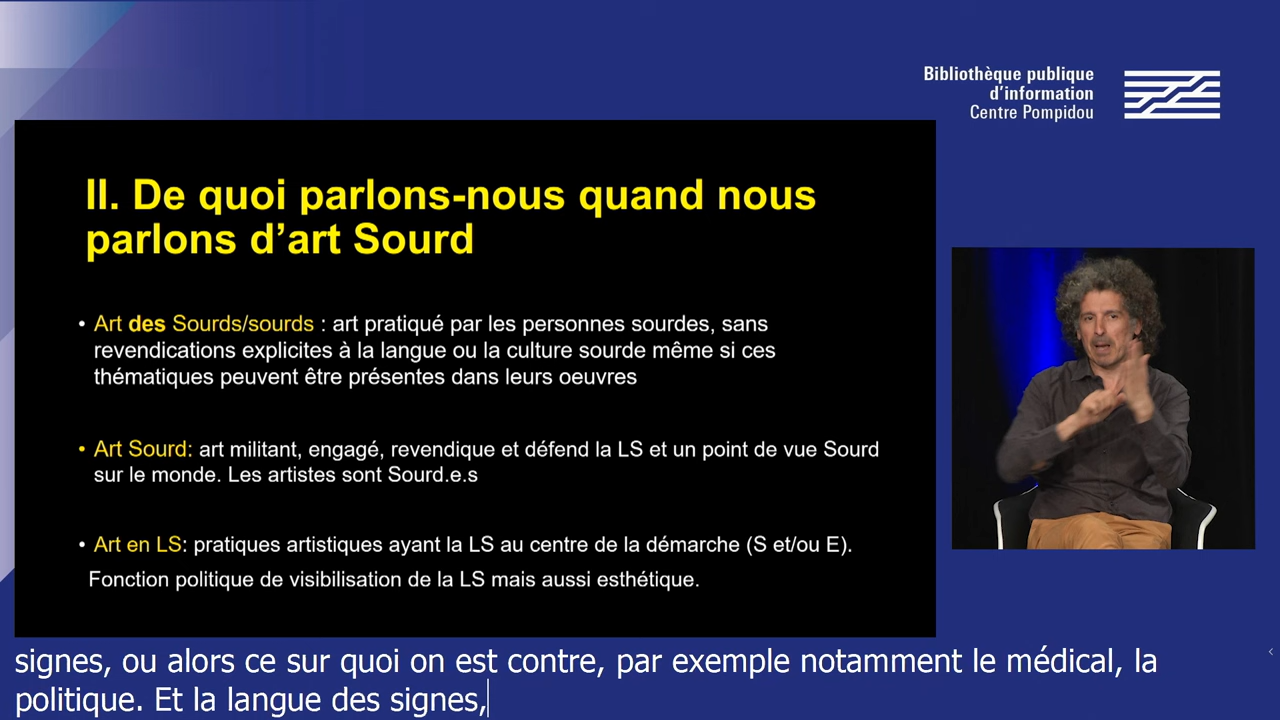 Bibliothèque publique
d'information
Centre Pompidou
II. De quoi parlons-nous quand nous
parlons d’art Sourd
• Art des Sourds/sourds : art pratiqué par les personnes sourdes, sans
revendications explicites à la langue ou la culture sourde même si ces
thématiques peuvent être présentes dans leurs oeuvres
• Art Sourd: art militant, engagé, revendique et défend la LS et un point de vue Sourd
sur le monde. Les artistes sont Sourd.e.s
• Art en LS: pratiques artistiques ayant la LS au centre de la démarche (S et/ou E).
Fonction politique de visibilisation de la LS mais aussi esthétique.
signes, ou alors ce sur quoi on est contre, par exemple notamment le médical, la
politique. Et la langue des signes,